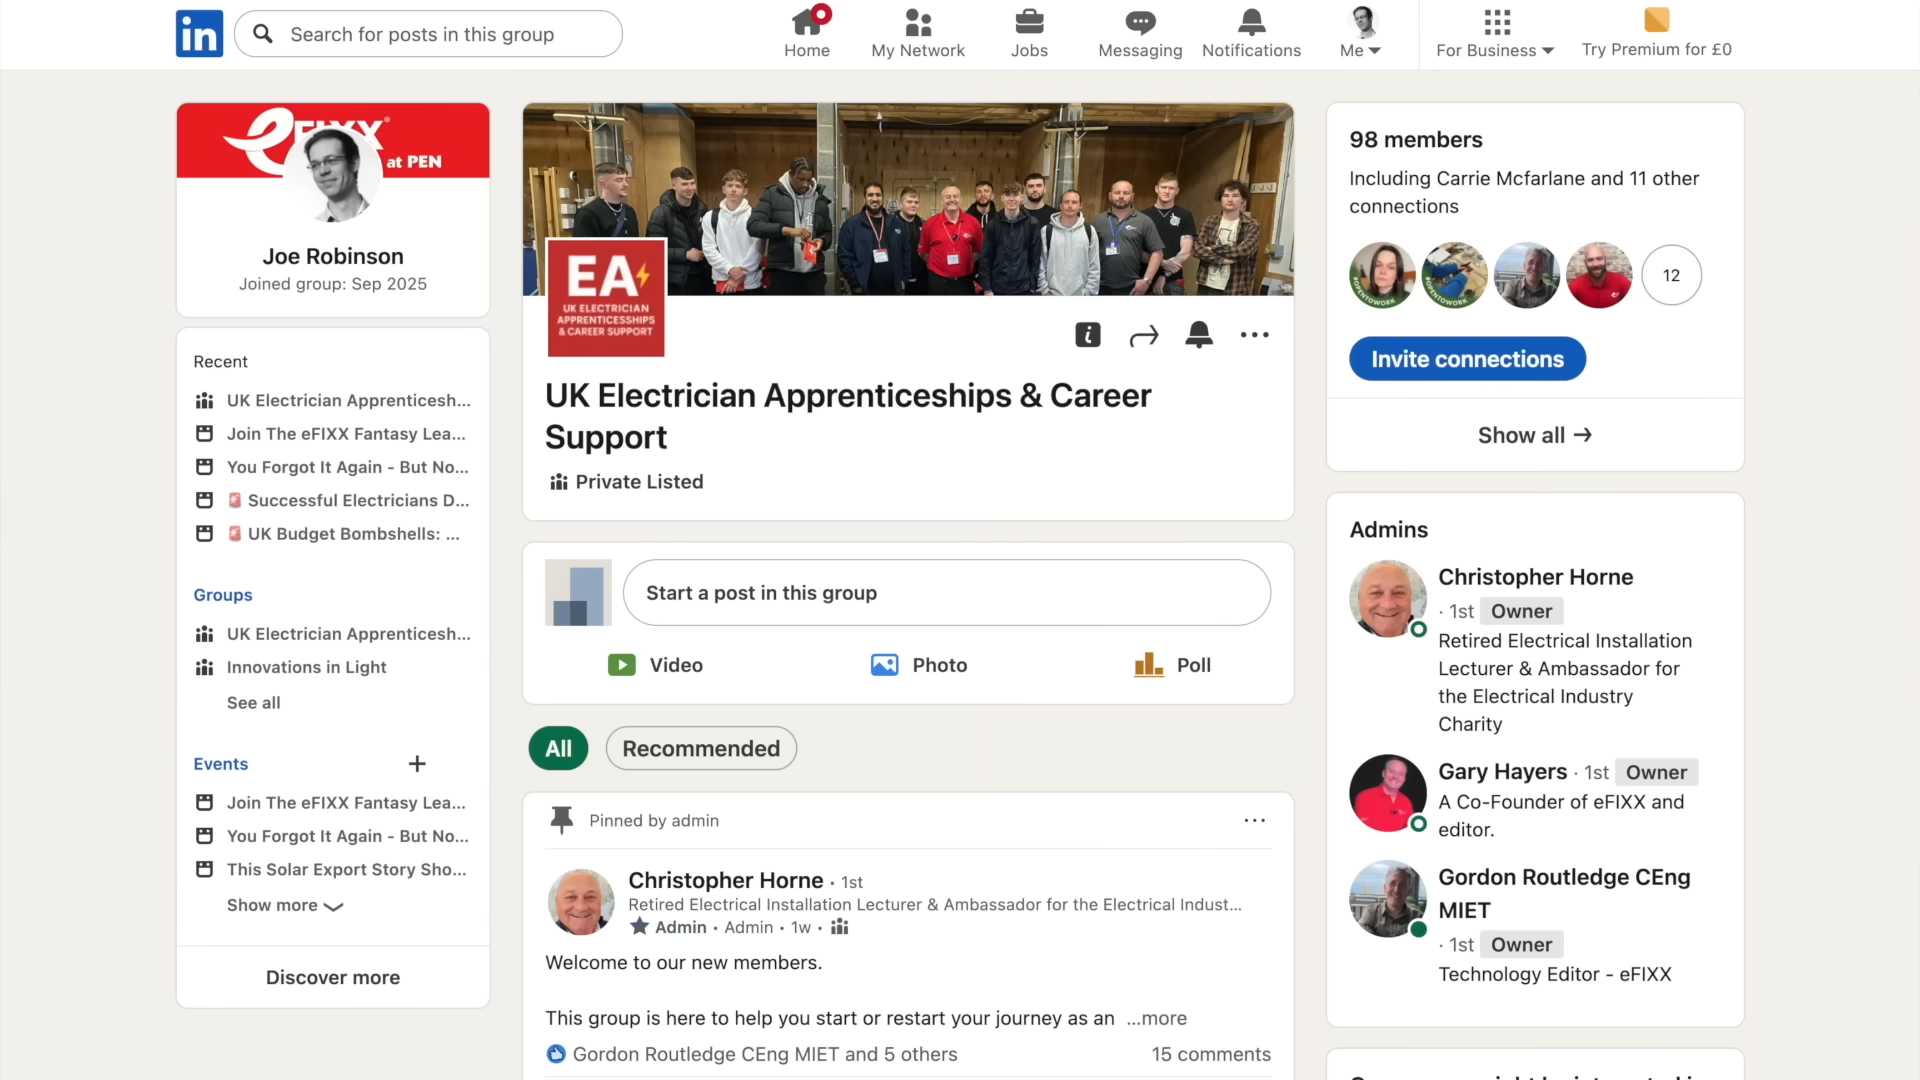 in
Search for posts in this group
Home
My Network
Jobs
Messaging
Notifications
Me
For Business
Try Premium for £0
eFIXX
at PEN
Joe Robinson
Joined group: Sep 2025
Recent
UK Electrician Apprenticesh...
Join The eFIXX Fantasy Lea...
You Forgot It Again - But No...
🚨 Successful Electricians D...
🚨 UK Budget Bombshells: ...
Groups
UK Electrician Apprenticesh...
Innovations in Light
See all
Events
Join The eFIXX Fantasy Lea...
You Forgot It Again - But No...
This Solar Export Story Sho...
Show more
Discover more
EA
UK ELECTRICIAN
APPRENTICESSHIPS
& CAREER SUPPORT
UK Electrician Apprenticeships & Career
Support
Private Listed
Start a post in this group
Video
Photo
Poll
All
Recommended
Pinned by admin
Christopher Horne · 1st
Retired Electrical Installation Lecturer & Ambassador for the Electrical Indust...
Admin · Admin · 1w ·
Welcome to our new members.
This group is here to help you start or restart your journey as an ...more
Gordon Routledge CEng MIET and 5 others
15 comments
98 members
Including Carrie Mcfarlane and 11 other
connections
#OPENTOWORK
#OPENTOWORK
12
Invite connections
Show all →
Admins
Christopher Horne
· 1st Owner
Retired Electrical Installation
Lecturer & Ambassador for
the Electrical Industry
Charity
Gary Hayers · 1st Owner
A Co-Founder of eFIXX and
editor.
Gordon Routledge CEng
MIET
· 1st Owner
Technology Editor - eFIXX